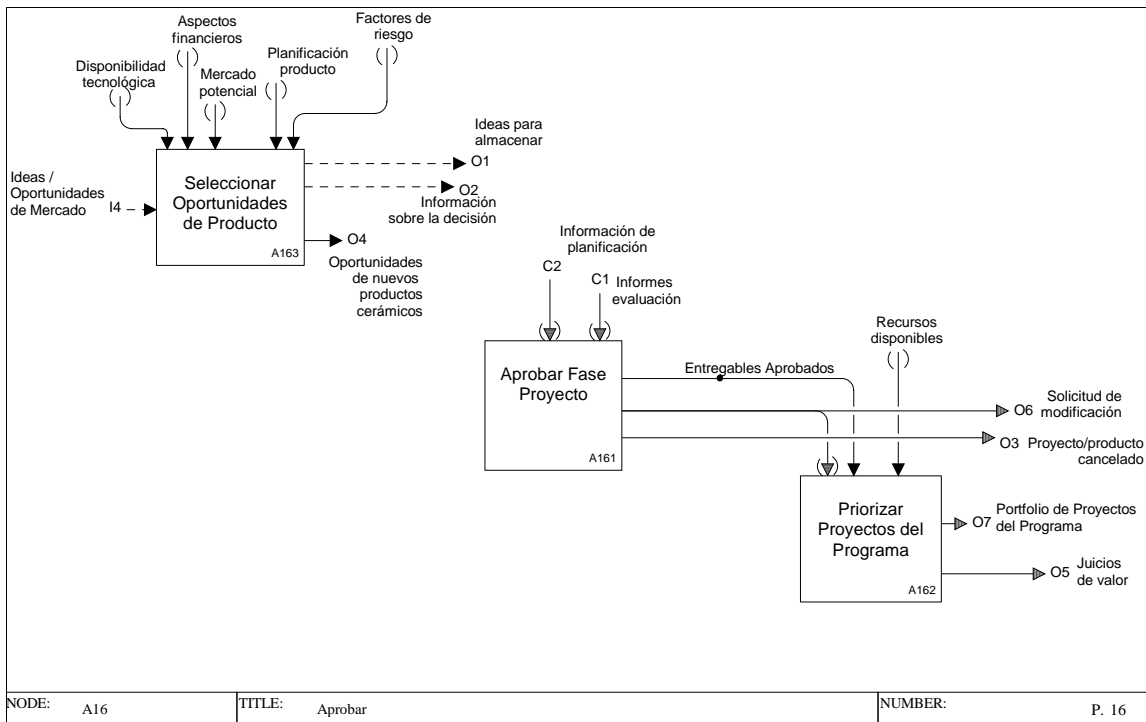 Aspectos
financieros
Factores de
riesgo
Disponibilidad
tecnológica
Mercado
potencial
Planificación
producto
Ideas /
Oportunidades
de Mercado
I4
Seleccionar
Oportunidades
de Producto
A163
Ideas para
almacenar
O1
O2
Información
sobre la decisión
O4
Oportunidades
de nuevos
productos
cerámicos
Información de
planificación
C2
C1 Informes
evaluación
Aprobar Fase
Proyecto
A161
Entregables Aprobados
Recursos
disponibles
O6 Solicitud de
modificación
O3 Proyecto/producto
cancelado
Priorizar
Proyectos del
Programa
A162
O7 Portfolio de Proyectos
del Programa
O5 Juicios
de valor
NODE: A16
TITLE: Aprobar
NUMBER: P. 16